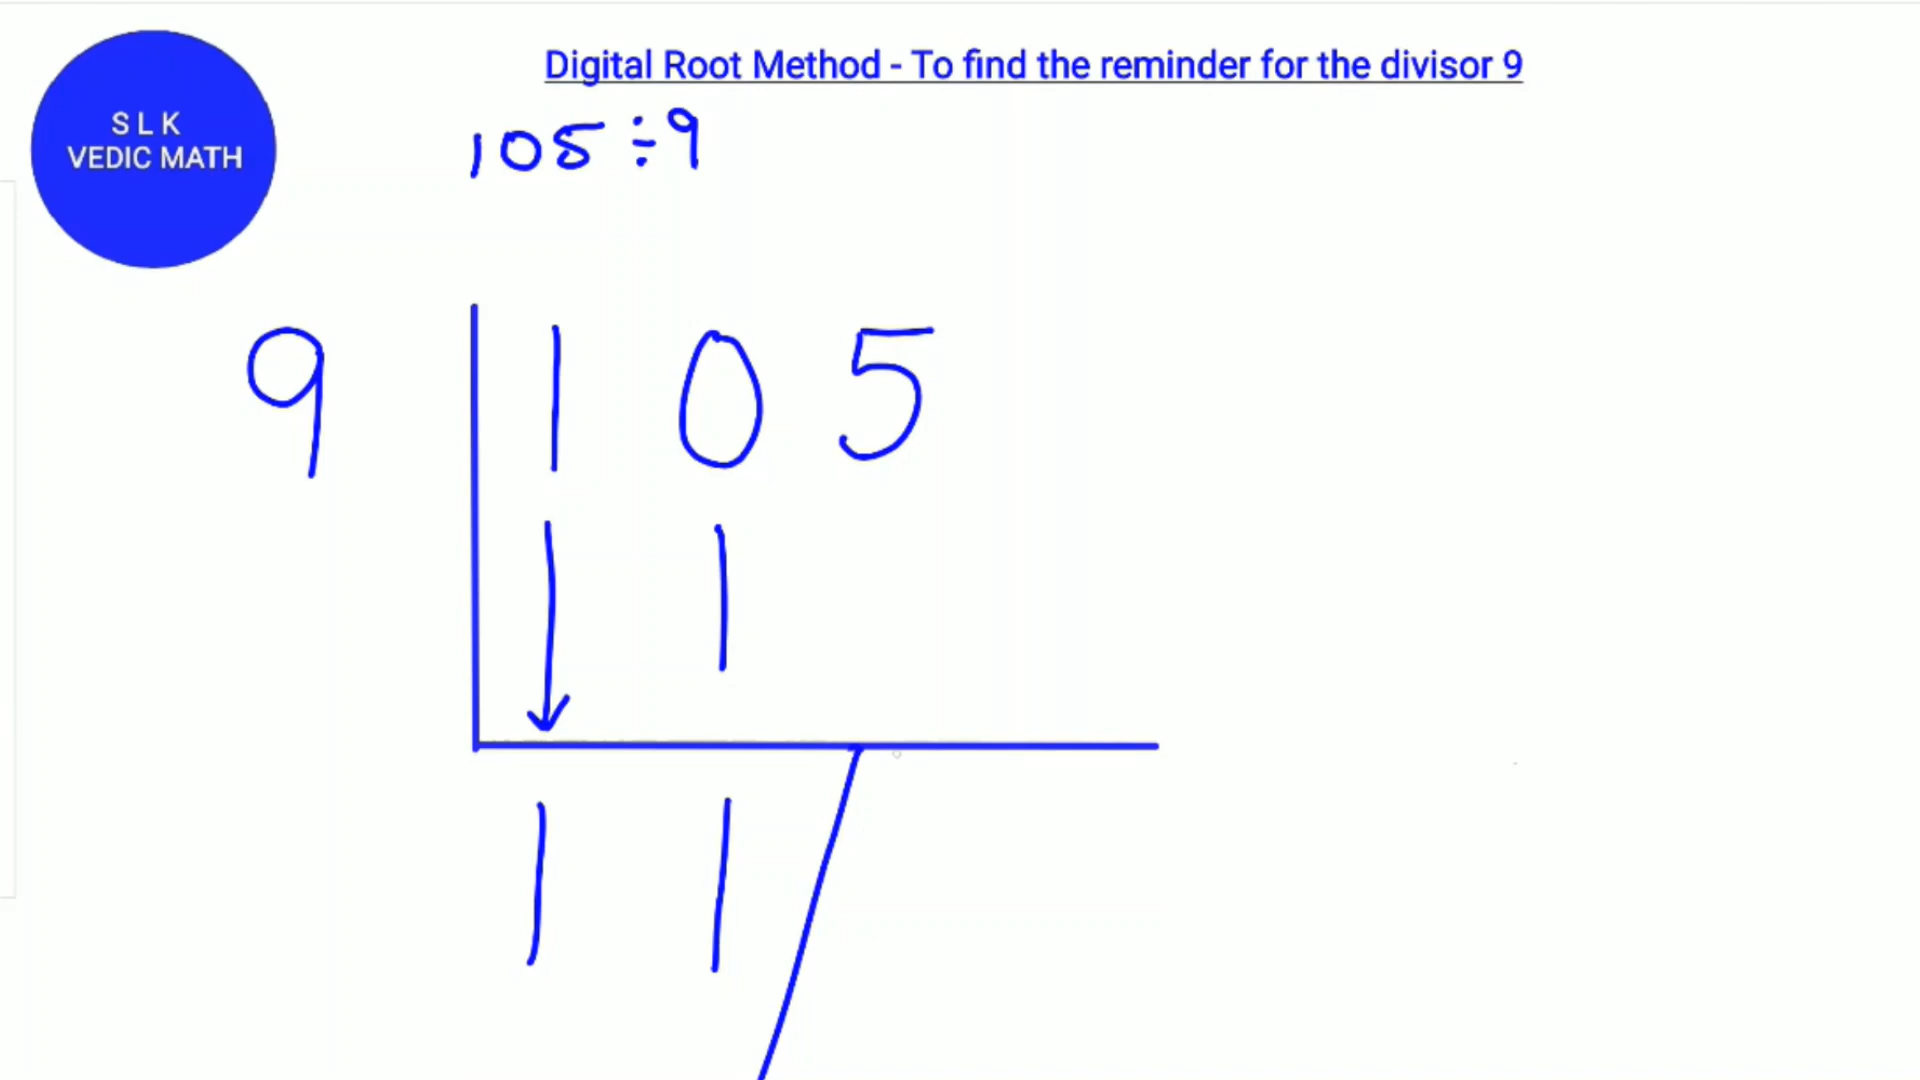 Digital Root Method - To find the reminder for the divisor 9
S L K
VEDIC MATH
105 ÷ 9
9 1 0 5
1
1 1